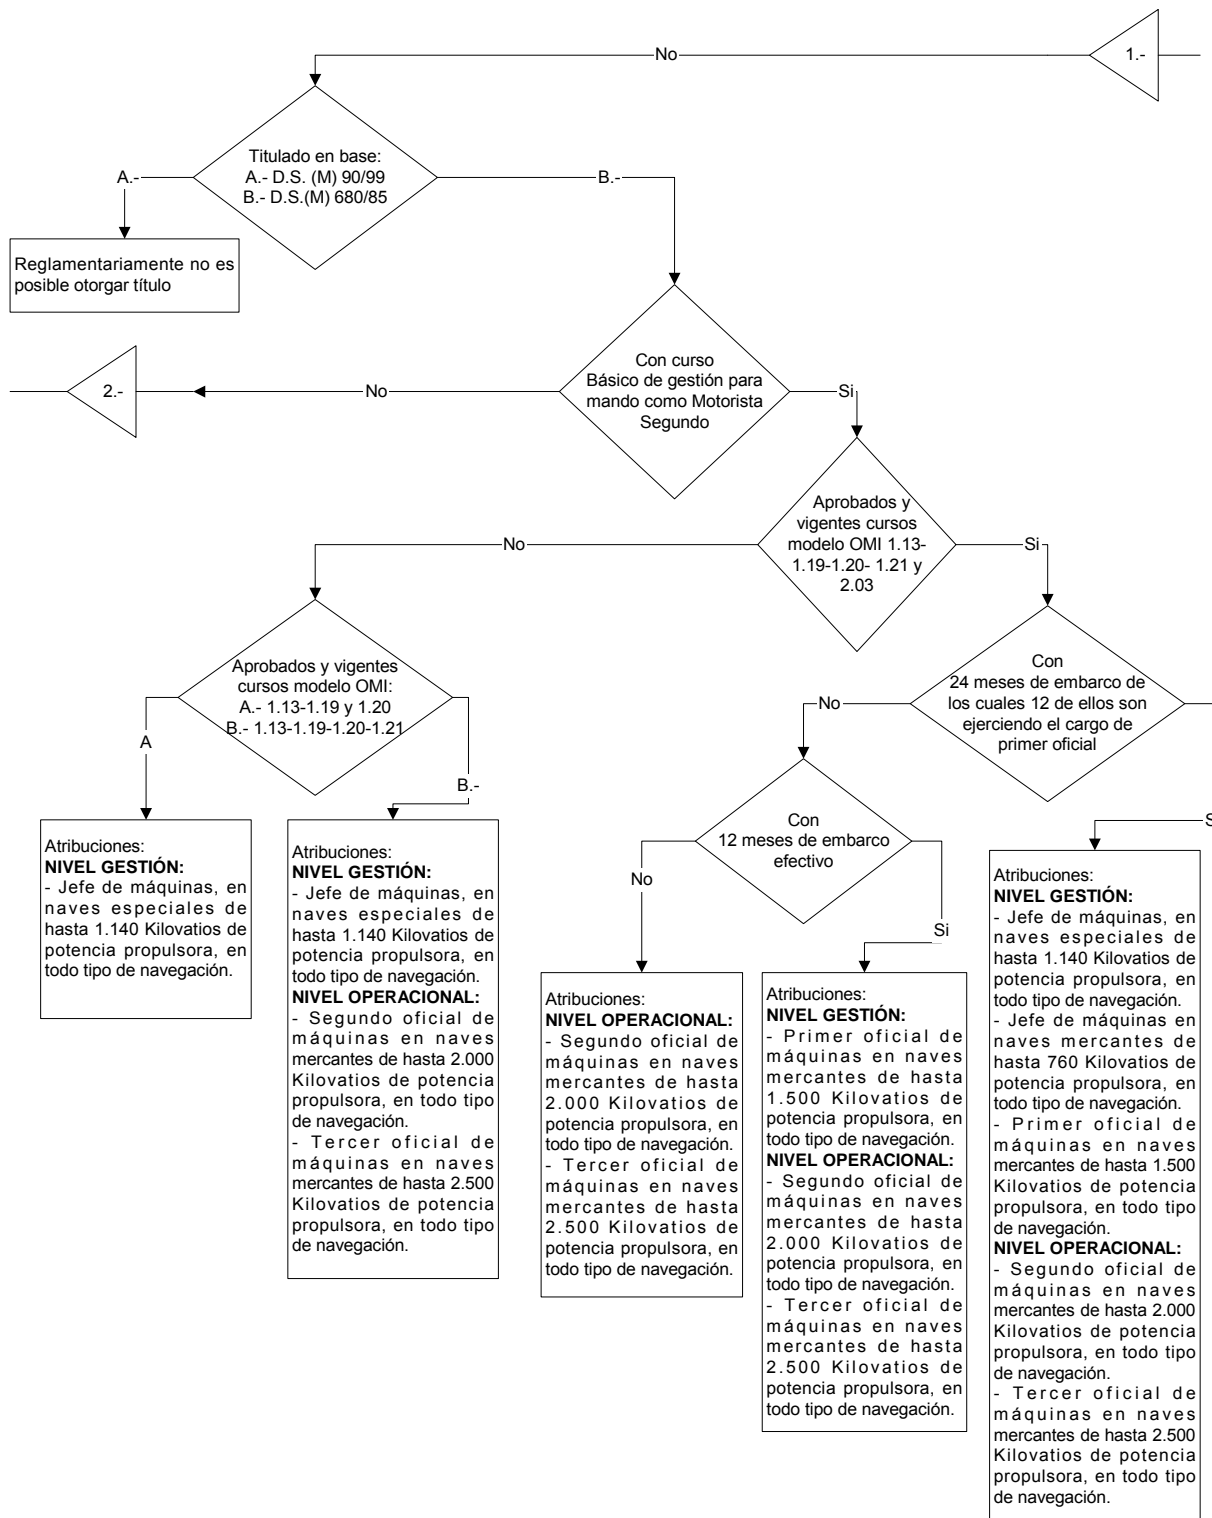 No
1.-
Titulado en base:
A.- D.S. (M) 90/99
B.- D.S.(M) 680/85
A.-
B.-
Reglamentariamente no es
posible otorgar título
Con curso
Básico de gestión para
mando como Motorista
Segundo
2.-
No
Si
Aprobados y
vigentes cursos
modelo OMI 1.13-
1.19-1.20- 1.21 y
2.03
No
Si
Aprobados y vigentes
cursos modelo OMI:
A.- 1.13-1.19 y 1.20
B.- 1.13-1.19-1.20-1.21
A
B.-
Con
24 meses de embarco de
los cuales 12 de ellos son
ejerciendo el cargo de
primer oficial
No
S
Con
12 meses de embarco
efectivo
No
Si
Atribuciones:
NIVEL GESTIÓN:
- Jefe de máquinas, en
naves especiales de
hasta 1.140 Kilovatios de
potencia propulsora, en
todo tipo de navegación.
Atribuciones:
NIVEL GESTIÓN:
- Jefe de máquinas, en
naves especiales de
hasta 1.140 Kilovatios de
potencia propulsora, en
todo tipo de navegación.
NIVEL OPERACIONAL:
- Segundo oficial de
máquinas en naves
mercantes de hasta 2.000
Kilovatios de potencia
propulsora, en todo tipo
de navegación.
- Tercer oficial de
máquinas en naves
mercantes de hasta 2.500
Kilovatios de potencia
propulsora, en todo tipo
de navegación.
Atribuciones:
NIVEL OPERACIONAL:
- Segundo oficial de
máquinas en naves
mercantes de hasta
2.000 Kilovatios de
potencia propulsora, en
todo tipo de navegación.
- Tercer oficial de
máquinas en naves
mercantes de hasta
2.500 Kilovatios de
potencia propulsora, en
todo tipo de navegación.
Atribuciones:
NIVEL GESTIÓN:
- Primer oficial de
máquinas en naves
mercantes de hasta
1.500 Kilovatios de
potencia propulsora, en
todo tipo de navegación.
NIVEL OPERACIONAL:
- Segundo oficial de
máquinas en naves
mercantes de hasta
2.000 Kilovatios de
potencia propulsora, en
todo tipo de navegación.
- Tercer oficial de
máquinas en naves
mercantes de hasta
2.500 Kilovatios de
potencia propulsora, en
todo tipo de navegación.
Atribuciones:
NIVEL GESTIÓN:
- Jefe de máquinas, en
naves especiales de
hasta 1.140 Kilovatios de
potencia propulsora, en
todo tipo de navegación.
- Jefe de máquinas en
naves mercantes de
hasta 760 Kilovatios de
potencia propulsora, en
todo tipo de navegación.
- Primer oficial de
máquinas en naves
mercantes de hasta 1.500
Kilovatios de potencia
propulsora, en todo tipo
de navegación.
NIVEL OPERACIONAL:
- Segundo oficial de
máquinas en naves
mercantes de hasta 2.000
Kilovatios de potencia
propulsora, en todo tipo
de navegación.
- Tercer oficial de
máquinas en naves
mercantes de hasta 2.500
Kilovatios de potencia
propulsora, en todo tipo
de navegación.